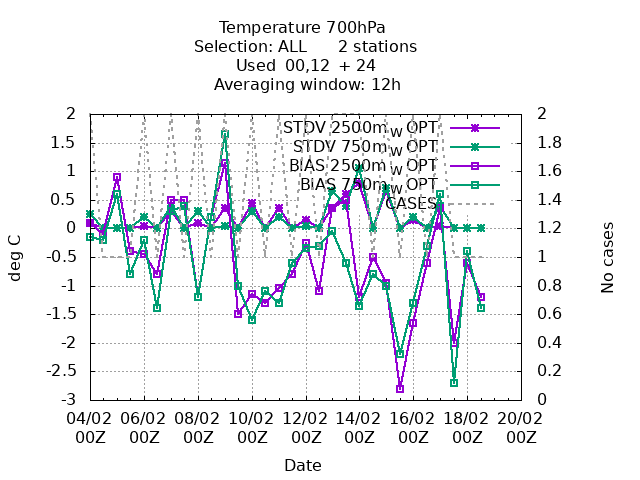 Temperature 700hPa
Selection: ALL 2 stations
Used 00,12 + 24
Averaging window: 12h
STDV 2500m_w OPT
STDV 750m_w OPT
BIAS 2500m_w OPT
BIAS 750m_w OPT
CASES
2
1.5
1
0.5
0
-0.5
-1
-1.5
-2
-2.5
-3
deg C
2
1.8
1.6
1.4
1.2
1
0.8
0.6
0.4
0.2
0
No cases
04/02 06/02 08/02 10/02 12/02 14/02 16/02 18/02 20/02
00Z 00Z 00Z 00Z 00Z 00Z 00Z 00Z 00Z
Date